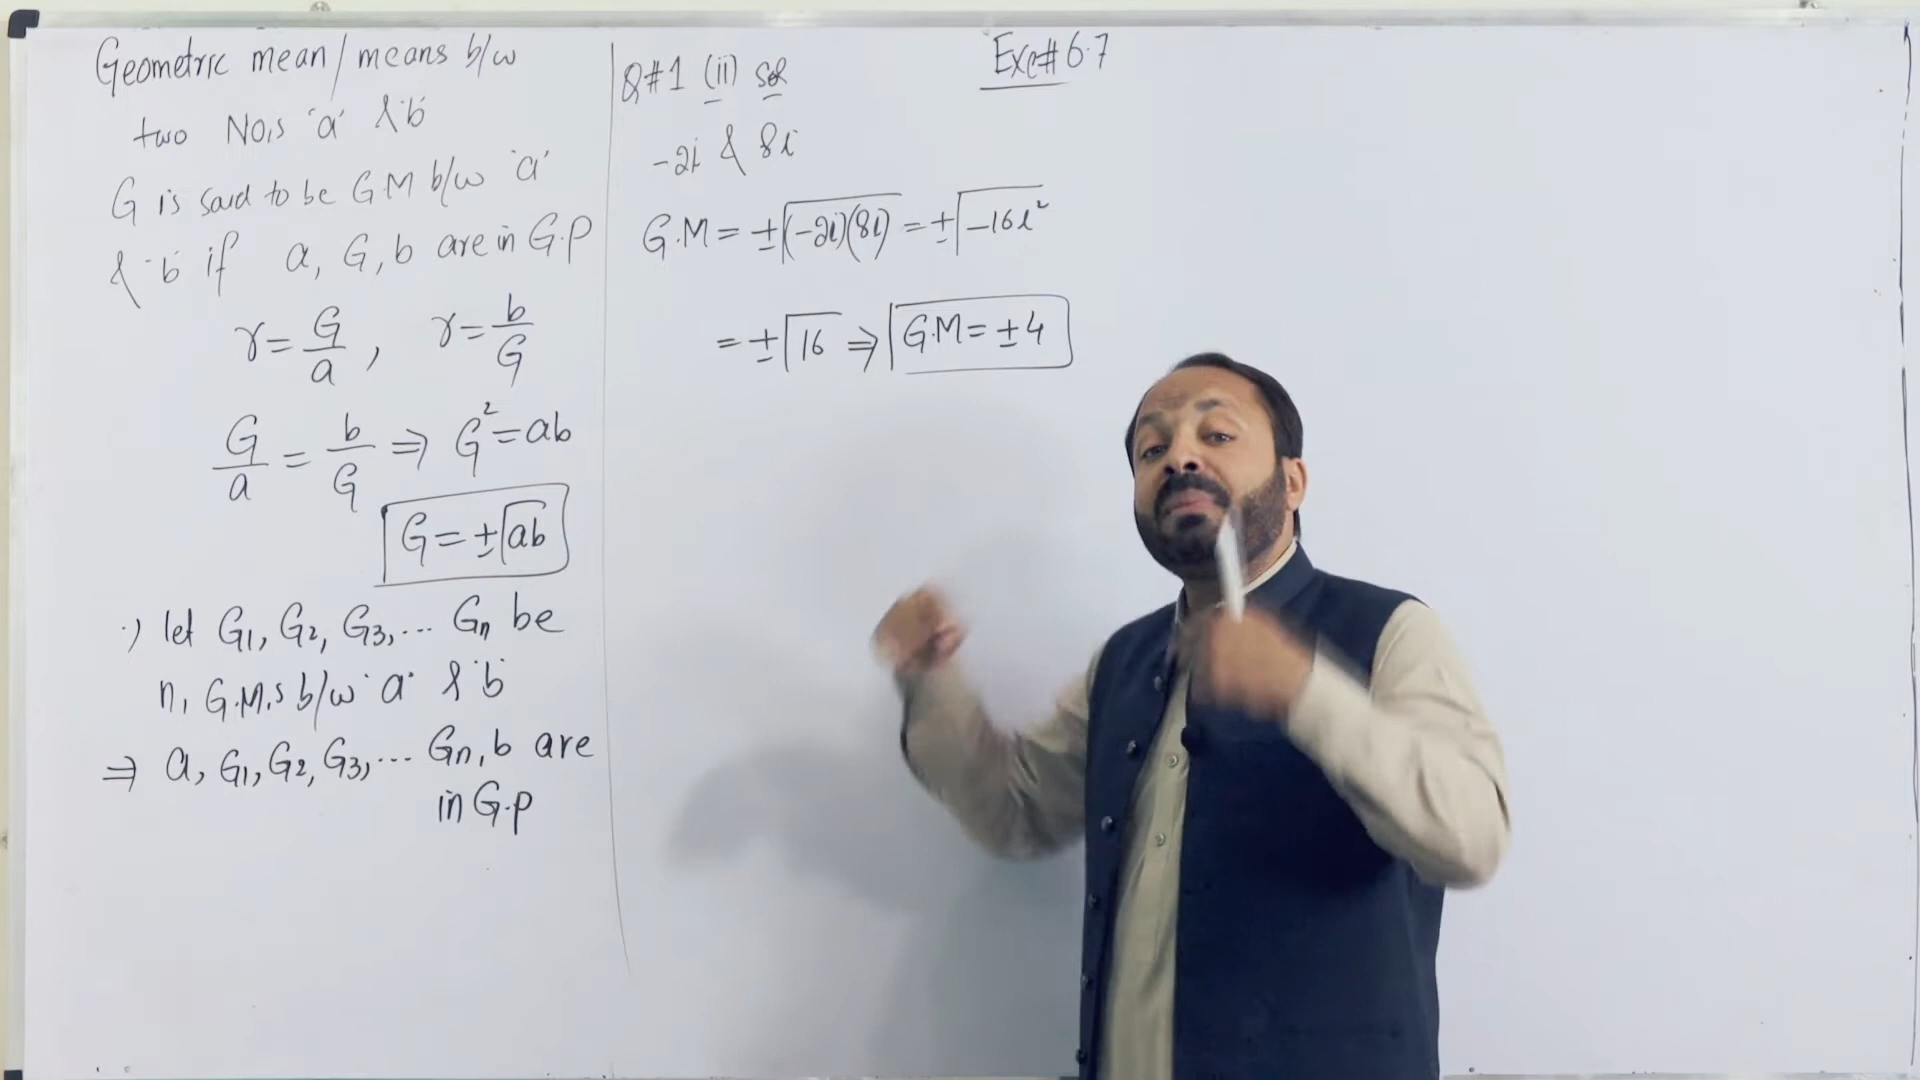 Geometric mean/means b/w
two No,s 'a' & 'b'
G is said to be G.M b/w 'a'
& 'b' if a, G, b are in G.P
r = G/a , r = b/G
G/a = b/G ⇒ G² = ab
G = ±√ab
·) let G₁, G₂, G₃, ... Gₙ be
n, G.M,s b/w 'a' & 'b'
⇒ a, G₁, G₂, G₃, ... Gₙ, b are
in G.p
Exe# 6.7
Q#1 (ii) sol
-2i & 8i
G.M = ±√(-2i)(8i) = ±√-16i²
= ±√16 ⇒ G.M = ±4